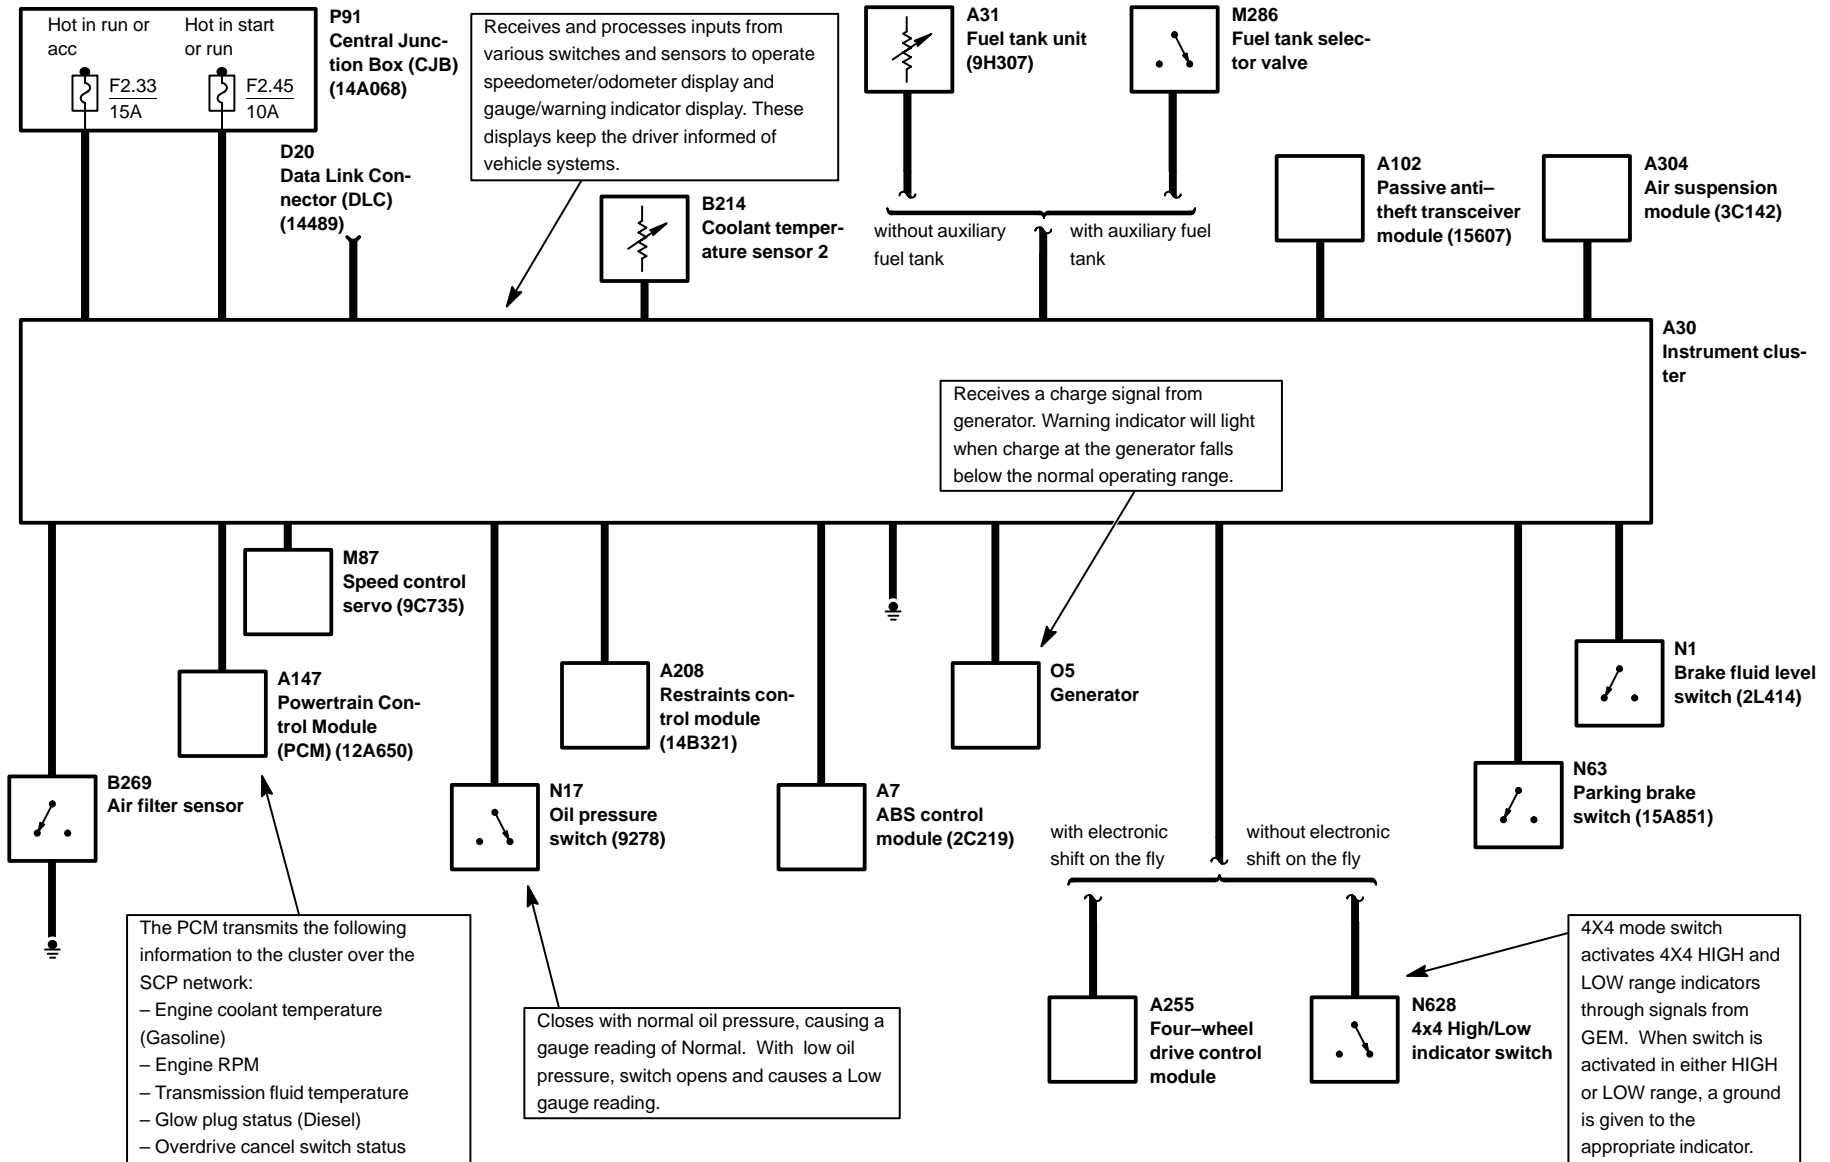 Hot in run or
acc
Hot in start
or run
F2.33
15A
F2.45
10A
P91
Central Junc-
tion Box (CJB)
(14A068)
D20
Data Link Con-
nector (DLC)
(14489)
Receives and processes inputs from
various switches and sensors to operate
speedometer/odometer display and
gauge/warning indicator display. These
displays keep the driver informed of
vehicle systems.
B214
Coolant temper-
ature sensor 2
A31
Fuel tank unit
(9H307)
M286
Fuel tank selec-
tor valve
without auxiliary
fuel tank
with auxiliary fuel
tank
A102
Passive anti–
theft transceiver
module (15607)
A304
Air suspension
module (3C142)
A30
Instrument clus-
ter
Receives a charge signal from
generator. Warning indicator will light
when charge at the generator falls
below the normal operating range.
M87
Speed control
servo (9C735)
A147
Powertrain Con-
trol Module
(PCM) (12A650)
A208
Restraints con-
trol module
(14B321)
O5
Generator
N1
Brake fluid level
switch (2L414)
B269
Air filter sensor
N17
Oil pressure
switch (9278)
A7
ABS control
module (2C219)
N63
Parking brake
switch (15A851)
with electronic
shift on the fly
without electronic
shift on the fly
The PCM transmits the following
information to the cluster over the
SCP network:
– Engine coolant temperature
(Gasoline)
– Engine RPM
– Transmission fluid temperature
– Glow plug status (Diesel)
– Overdrive cancel switch status
Closes with normal oil pressure, causing a
gauge reading of Normal. With low oil
pressure, switch opens and causes a Low
gauge reading.
A255
Four–wheel
drive control
module
N628
4x4 High/Low
indicator switch
4X4 mode switch
activates 4X4 HIGH and
LOW range indicators
through signals from
GEM. When switch is
activated in either HIGH
or LOW range, a ground
is given to the
appropriate indicator.